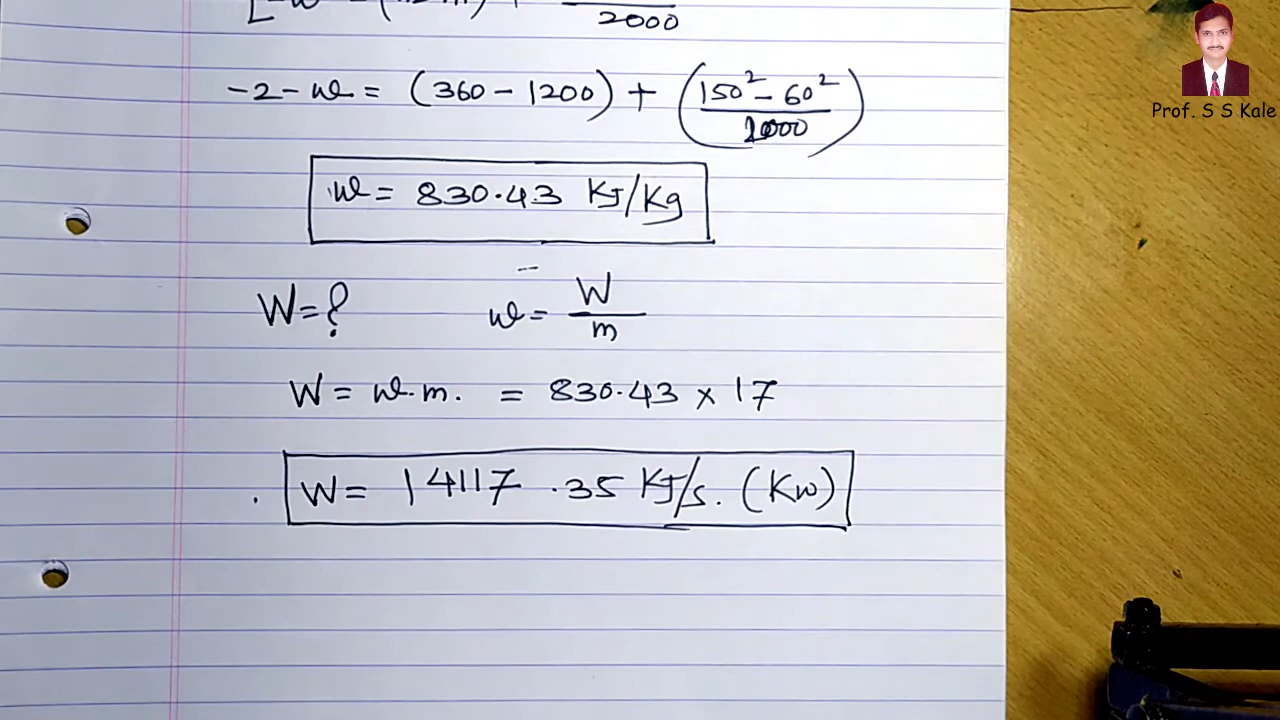 2000
-2-w = (360 - 1200) + (150² - 60² / 2000)
w = 830.43 KJ/Kg
W = ? w = W/m
W = w.m. = 830.43 × 17
W = 14117.35 KJ/s. (Kw)
Prof. S S Kale